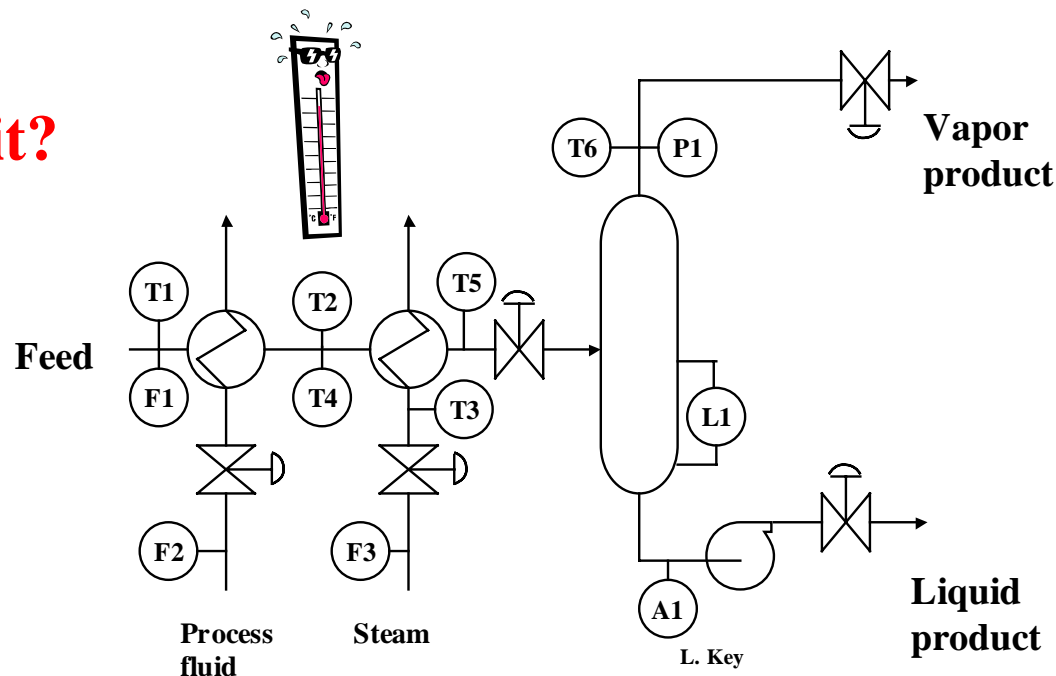 it?
T6
P1
Vapor
product
T1
T2
T5
Feed
F1
T4
T3
L1
F2
F3
A1
Process
fluid
Steam
L. Key
Liquid
product
°C
°F